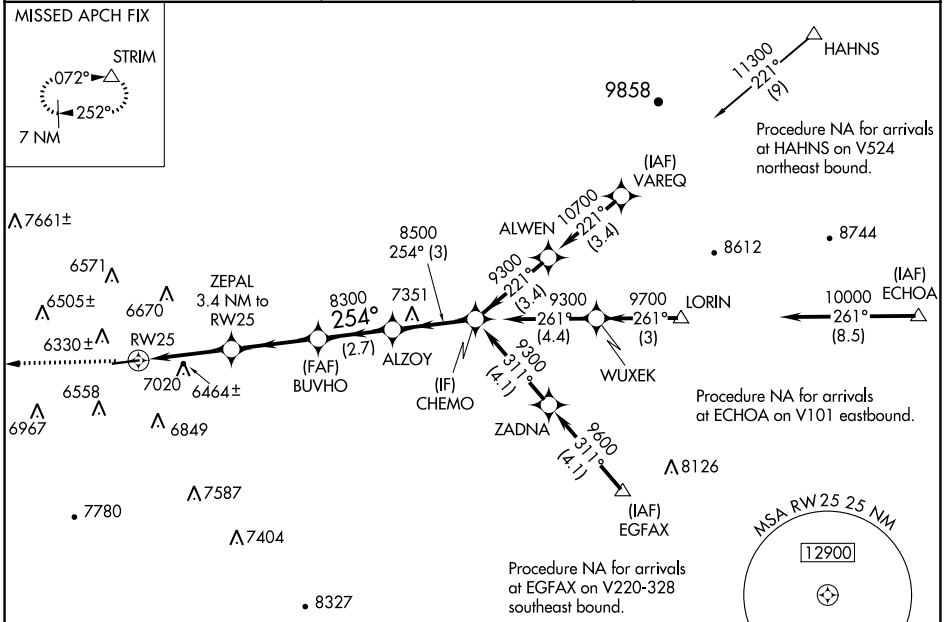 MISSED APCH FIX
STRIM
072°
252°
7 NM
HAHNS
11300
221°
(9)
9858
Procedure NA for arrivals
at HAHNS on V524
northeast bound.
(IAF)
VAREQ
10700
221°
(3.4)
ALWEN
7661±
8500
254° (3)
9300
221°
(3.4)
8612
8744
6571
6505±
6670
ZEPAL
3.4 NM to
RW25
8300
254°
(2.7)
7351
9300
261°
(4.4)
9700
261°
(3)
LORIN
10000
261°
(8.5)
(IAF)
ECHOA
6330±
RW25
(FAF)
BUVHO
ALZOY
(IF)
CHEMO
WUXEK
7020
6464±
6558
6967
6849
9300
311°
(4.1)
ZADNA
Procedure NA for arrivals
at ECHOA on V101 eastbound.
9600
311°
(4.1)
8126
(IAF)
EGFAX
7587
7780
7404
8327
Procedure NA for arrivals
at EGFAX on V220-328
southeast bound.
MSA RW25 25 NM
12900